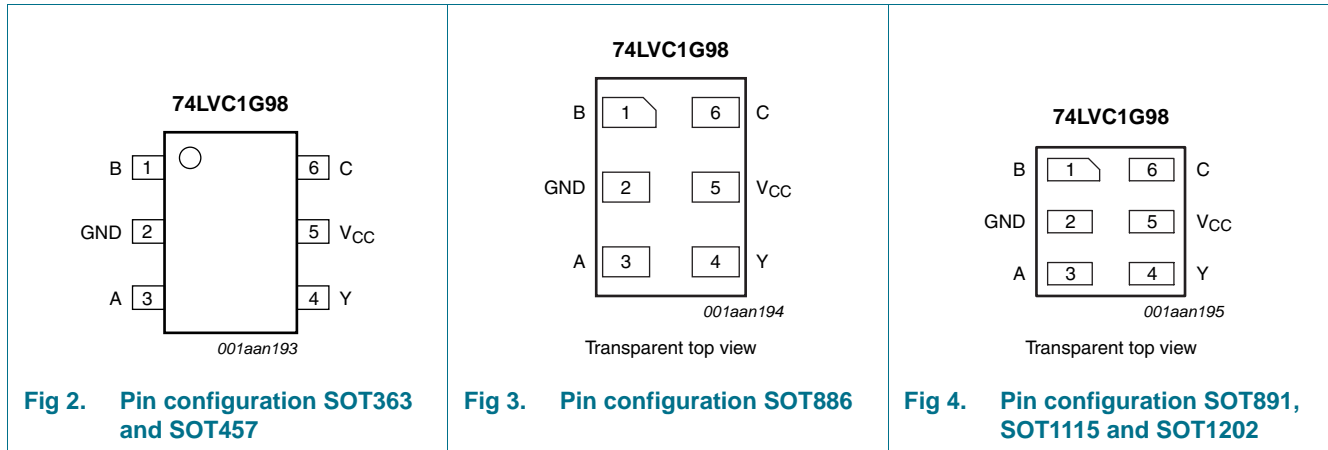 74LVC1G98
B 1 6 C
GND 2 5 VCC
A 3 4 Y
001aan193
Fig 2. Pin configuration SOT363
and SOT457
74LVC1G98
B 1 6 C
GND 2 5 VCC
A 3 4 Y
001aan194
Transparent top view
Fig 3. Pin configuration SOT886
74LVC1G98
B 1 6 C
GND 2 5 VCC
A 3 4 Y
001aan195
Transparent top view
Fig 4. Pin configuration SOT891,
SOT1115 and SOT1202